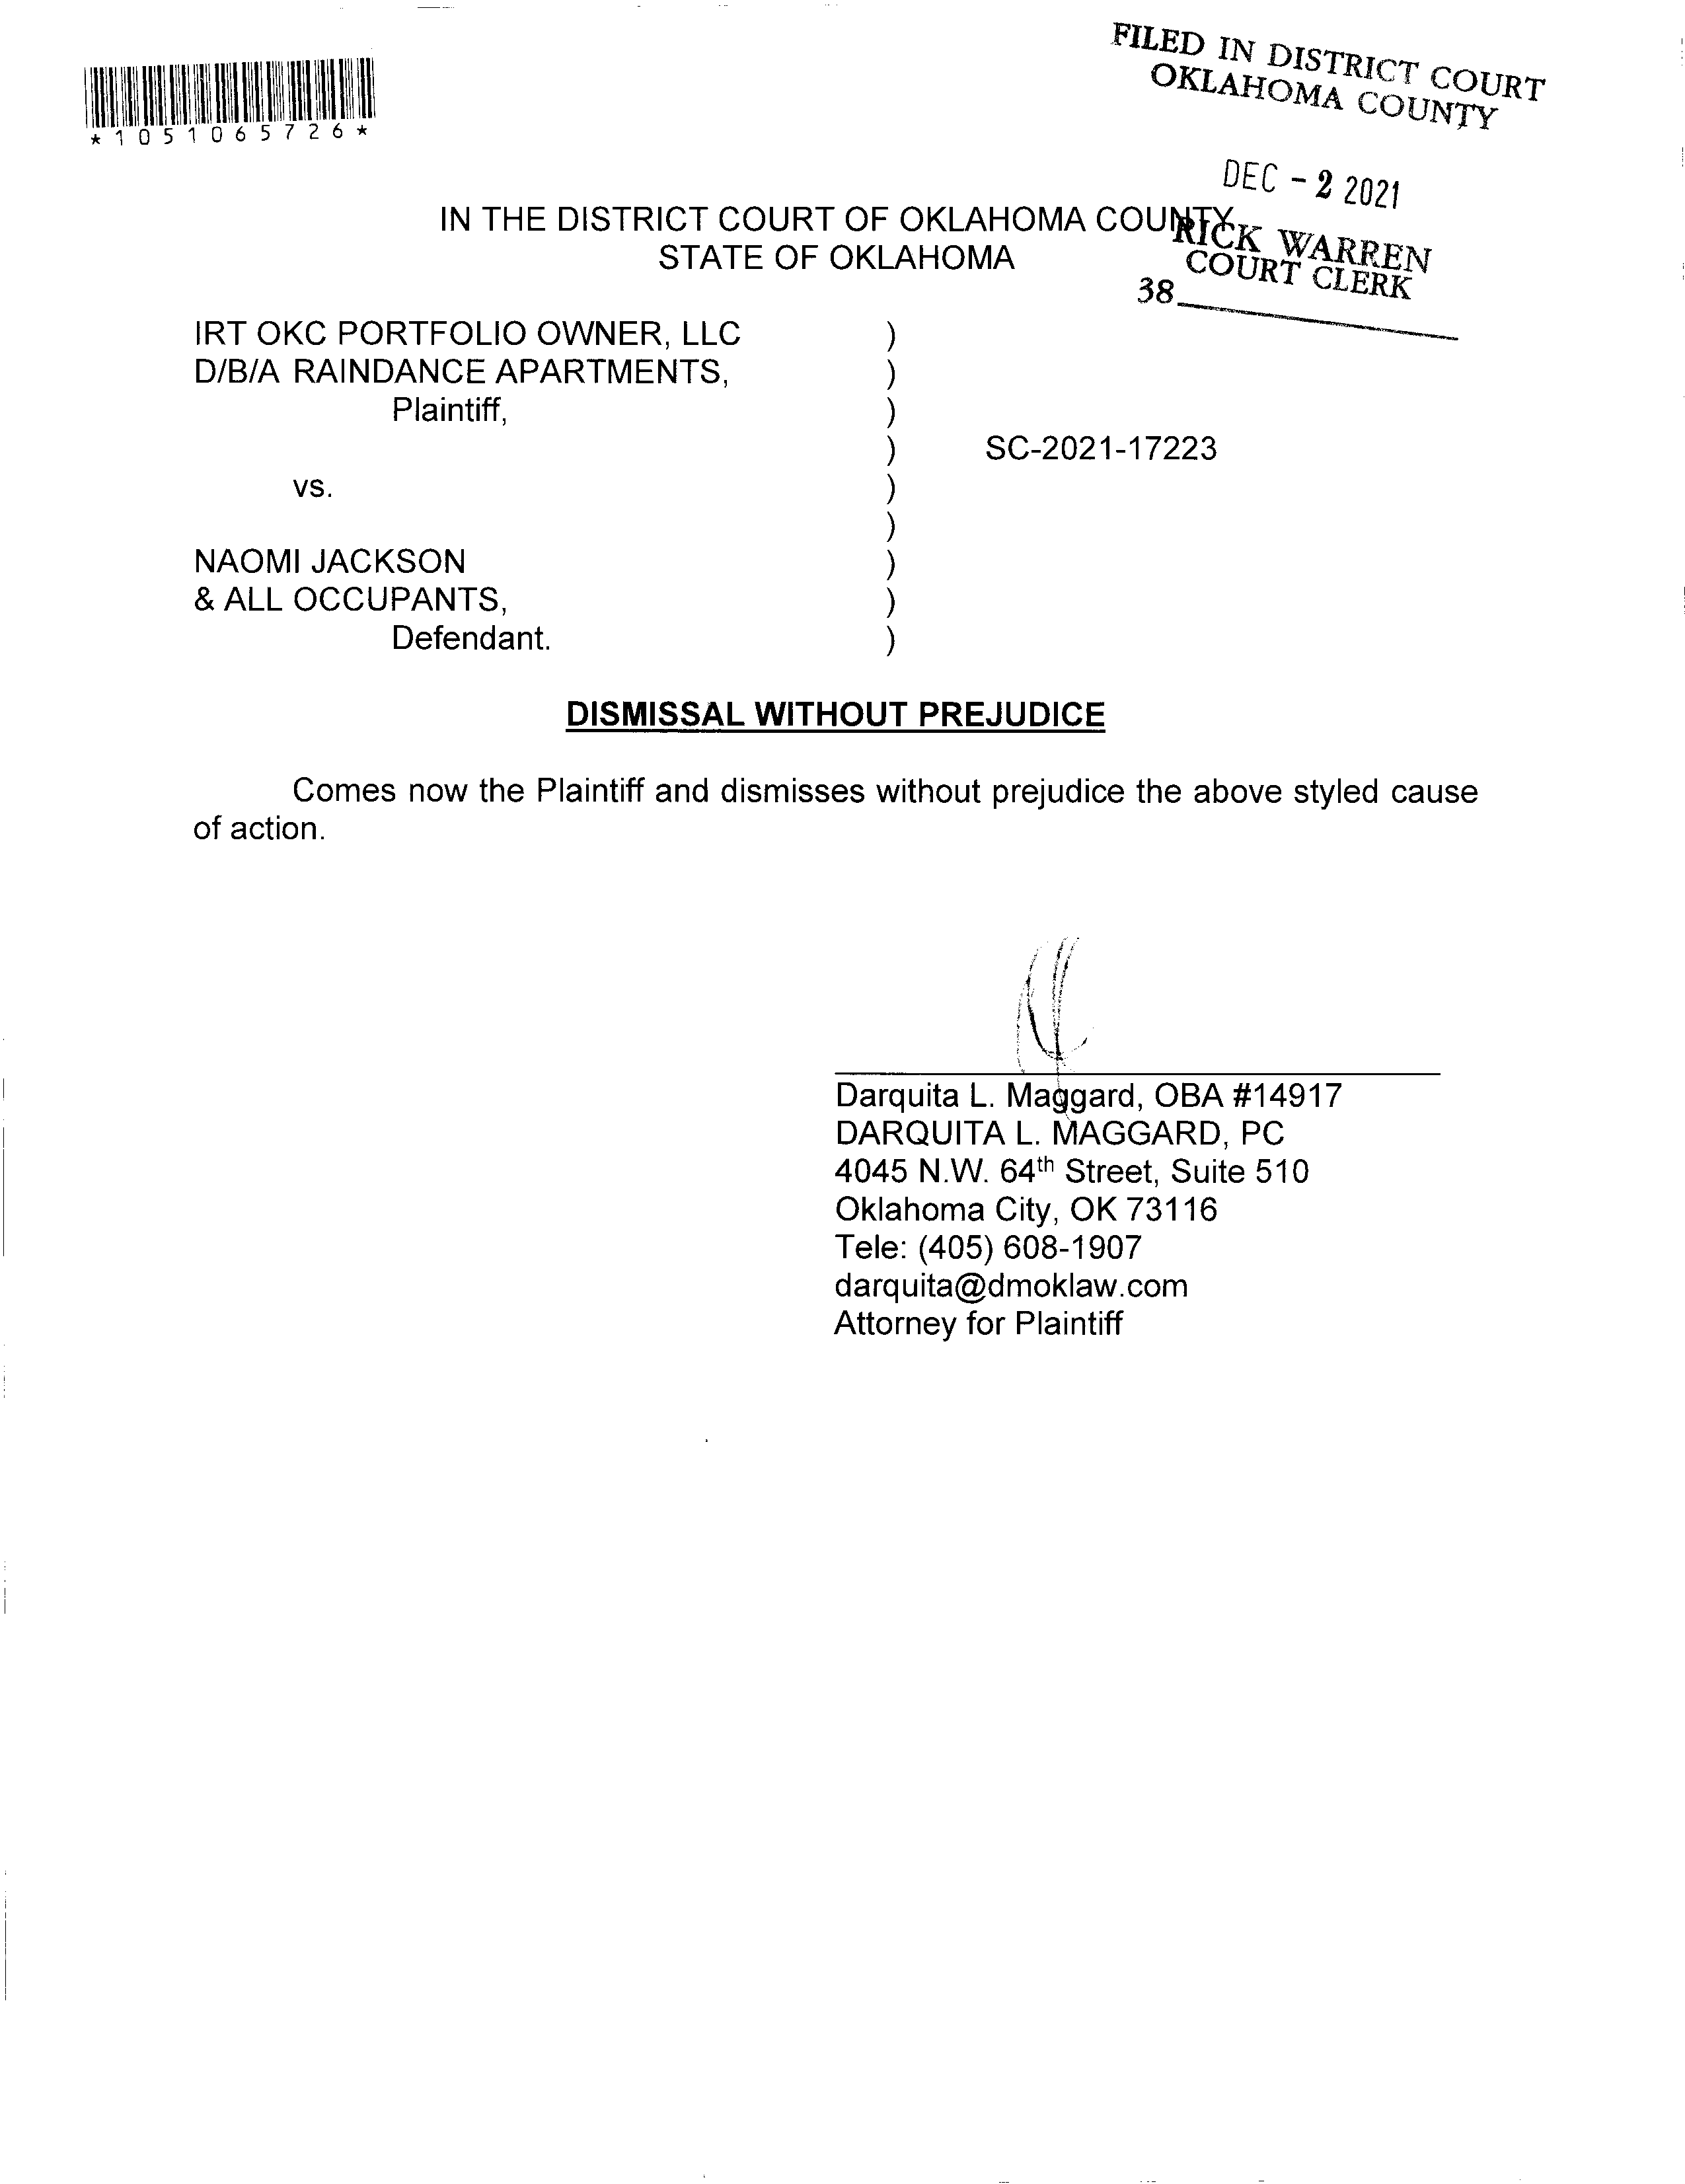 FILED IN DISTRICT COURT
OKLAHOMA COUNTY
*1051065726*
DEC - 2 2021
IN THE DISTRICT COURT OF OKLAHOMA COUNTY
STATE OF OKLAHOMA
RICK WARREN
COURT CLERK
38
IRT OKC PORTFOLIO OWNER, LLC )
D/B/A RAINDANCE APARTMENTS, )
Plaintiff, )
) SC-2021-17223
vs. )
)
NAOMI JACKSON )
& ALL OCCUPANTS, )
Defendant. )
DISMISSAL WITHOUT PREJUDICE
Comes now the Plaintiff and dismisses without prejudice the above styled cause
of action.
Darquita L. Maggard, OBA #14917
DARQUITA L. MAGGARD, PC
4045 N.W. 64th Street, Suite 510
Oklahoma City, OK 73116
Tele: (405) 608-1907
darquita@dmoklaw.com
Attorney for Plaintiff